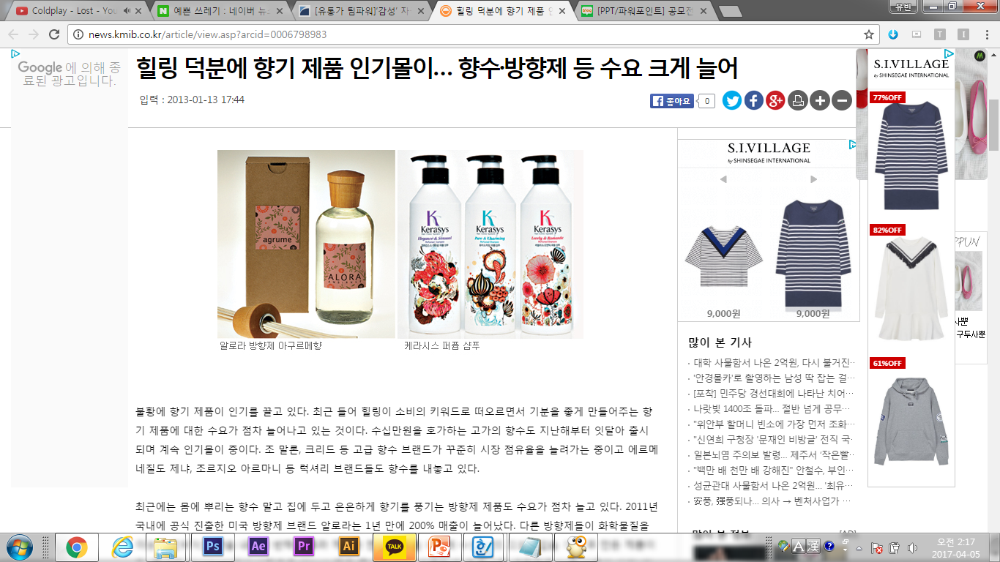 Coldplay - Lost - You
예쁜 쓰레기 : 네이버 뉴
[유통가 팀파워]'감성' 자
힐링 덕분에 향기 제품 인
[PPT/파워포인트] 공모전
유빈
news.kmib.co.kr/article/view.asp?arcid=0006798983
Google에 의해 종
료된 광고입니다.
힐링 덕분에 향기 제품 인기몰이… 향수·방향제 등 수요 크게 늘어
입력 : 2013-01-13 17:44
좋아요 0
agrume
ALORA
Kerasys
Elegance & Sensual
Kerasys
Pure & Charming
Kerasys
Lovely & Romantic
알로라 방향제 아구르메향
케라시스 퍼퓸 샴푸
불황에 향기 제품이 인기를 끌고 있다. 최근 들어 힐링이 소비의 키워드로 떠오르면서 기분을 좋게 만들어주는 향
기 제품에 대한 수요가 점차 늘어나고 있는 것이다. 수십만원을 호가하는 고가의 향수도 지난해부터 잇달아 출시
되며 계속 인기몰이 중이다. 조 말론, 크리드 등 고급 향수 브랜드가 꾸준히 시장 점유율을 늘려가는 중이고 에르메
네질도 제냐, 조르지오 아르마니 등 럭셔리 브랜드들도 향수를 내놓고 있다.
최근에는 몸에 뿌리는 향수 말고 집에 두고 은은하게 향기를 풍기는 방향제 제품도 수요가 점차 늘고 있다. 2011년
국내에 공식 진출한 미국 방향제 브랜드 알로라는 1년 만에 200% 매출이 늘어났다. 다른 방향제들이 화학물질을
S.I.VILLAGE
by SHINSEGAE INTERNATIONAL
9,000원
9,000원
많이 본 기사
· 대학 사물함서 나온 2억원, 다시 불거진…
· '안경몰카'로 촬영하는 남성 딱 잡는 걸…
· [포착] 민주당 경선대회에 나타난 치어…
· 나랏빚 1400조 돌파… 절반 넘게 공무…
· "위안부 할머니 빈소에 가장 먼저 조화…
· "신연희 구청장 '문재인 비방글' 전직 국…
· 일본뇌염 주의보 발령… 제주서 '작은빨…
· "백만 배 천만 배 강해진" 안철수, 부인…
· 성균관대 사물함서 나온 2억원… '최유…
· 安풍, 强풍되나… 의사 → 벤처사업가 …
많이 본 정보
[AD]
S.I.VILLAGE
by SHINSEGAE INTERNATIONAL
77%OFF
82%OFF
61%OFF
PPUN
사뿐
구두사뿐
Ps
Ae
Pr
Ai
TALK
A 漢
오전 2:17
2017-04-05